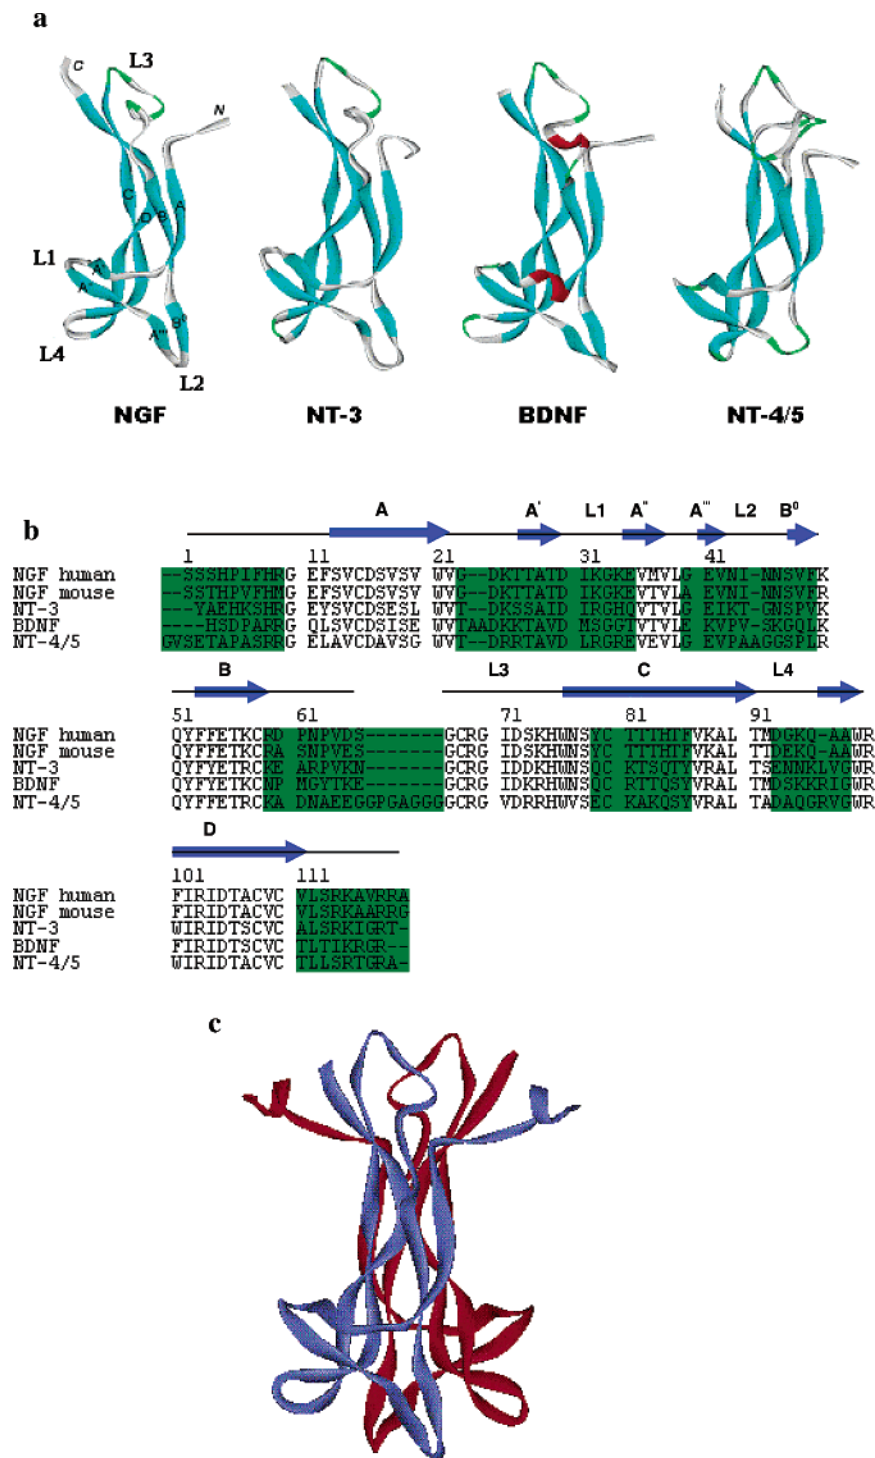 a
C
L3
N
C
D
B
A
L1
A"
A'
L4
A'''
B⁰
L2
NGF
NT-3
BDNF
NT-4/5
b
A
A'
L1
A"
A'''
L2
B⁰
1 11 21 31 41
NGF human --SSSHPIFHRG EFSVCDSVSV WVG--DKTTATD IKGKEVMVLG EVNI-NNSVFK
NGF mouse --SSTHPVFHMG EFSVCDSVSV WVG--DKTTATD IKGKEVTVLA EVNI-NNSVFR
NT-3 ---YAEHKSHRG EYSVCDSESL WVT--DKSSAID IRGHQVTVLG EIKT-GNSPVK
BDNF ----HSDPARRG QLSVCDSISE WVTAADKKTAVD MSGGTVTVLE KVPV-SKGQLK
NT-4/5 GVSETAPASRRG ELAVCDAVSG WVT--DRRTAVD LRGREVEVLG EVPAAGGSPLR
B
L3
C
L4
51 61 71 81 91
NGF human QYFFETKCRD PNPVDS-------GCRG IDSKHWNSYC TTTHTFVKAL TMDGKQ-AAWR
NGF mouse QYFFETKCRA SNPVES-------GCRG IDSKHWNSYC TTTHTFVKAL TTDEKQ-AAWR
NT-3 QYFYETRCKE ARPVKN-------GCRG IDDKHWNSQC KTSQTYVRAL TSENNKLVGWR
BDNF QYFYETKCNP MGYTKE-------GCRG IDKRHWNSQC RTTQSYVRAL TMDSKKRIGWR
NT-4/5 QYFFETRCKA DNAEEGGPGAGGGGCRG VDRRHWVSEC KAKQSYVRAL TADAQGRVGWR
D
101 111
NGF human FIRIDTACVC VLSRKAVRRA
NGF mouse FIRIDTACVC VLSRKAARRG
NT-3 WIRIDTSCVC ALSRKIGRT-
BDNF FIRIDTSCVC TLTIKRGR--
NT-4/5 WIRIDTACVC TLLSRTGRA-
c